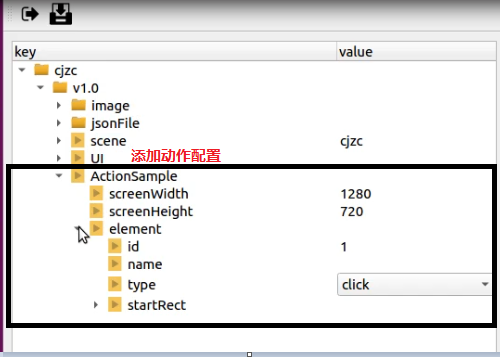 key value
cjzc
v1.0
image
jsonFile
scene cjzc
UI 添加动作配置
ActionSample
screenWidth 1280
screenHeight 720
element
id 1
name
type click
startRect